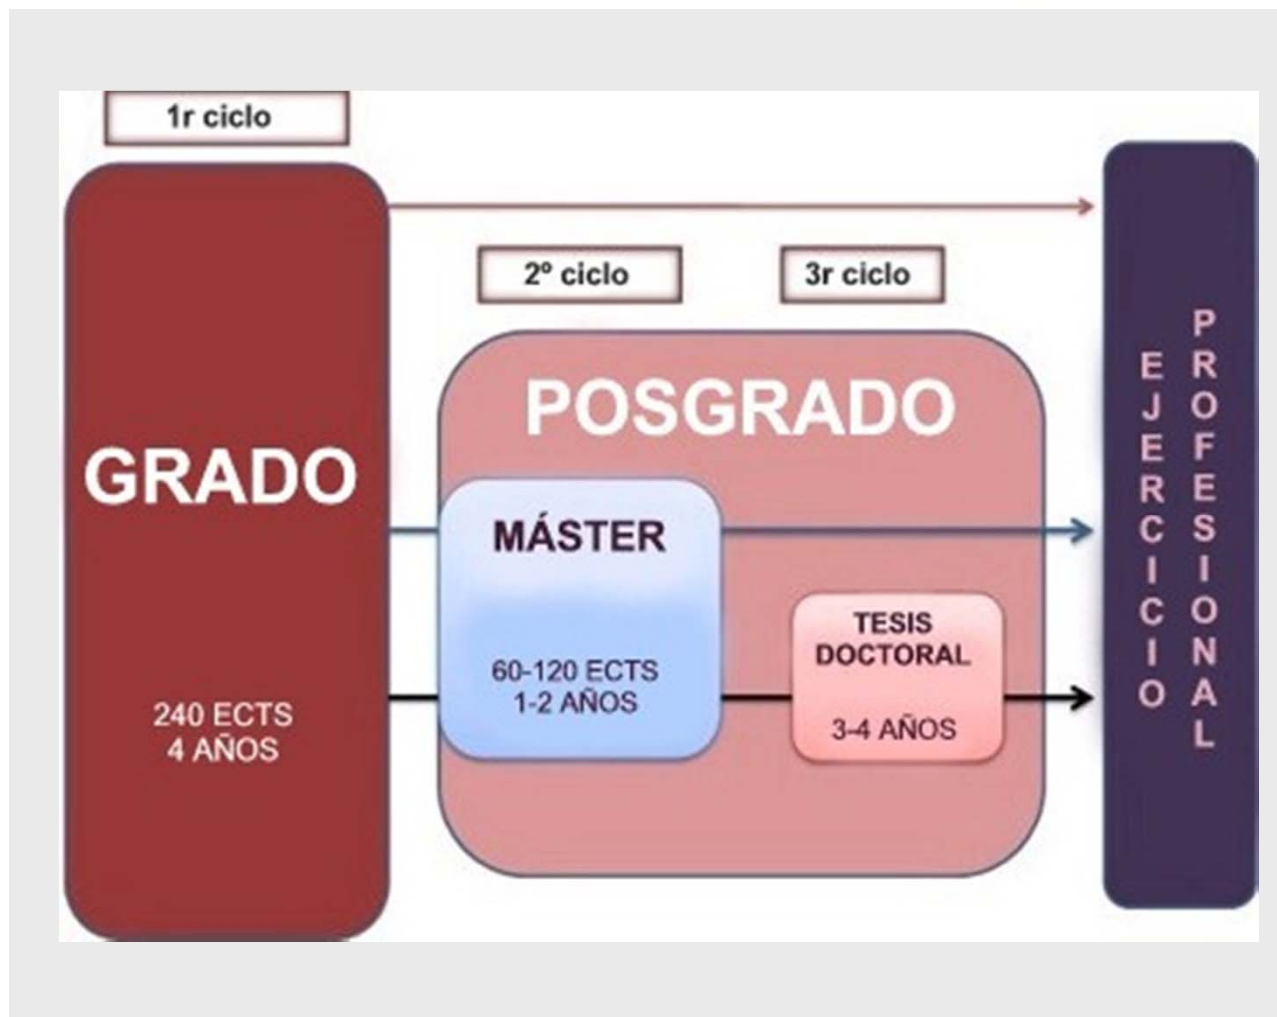 1r ciclo
2º ciclo
3r ciclo
GRADO
240 ECTS
4 AÑOS
POSGRADO
MÁSTER
60-120 ECTS
1-2 AÑOS
TESIS
DOCTORAL
3-4 AÑOS
EJERCICIO
PROFESIONAL